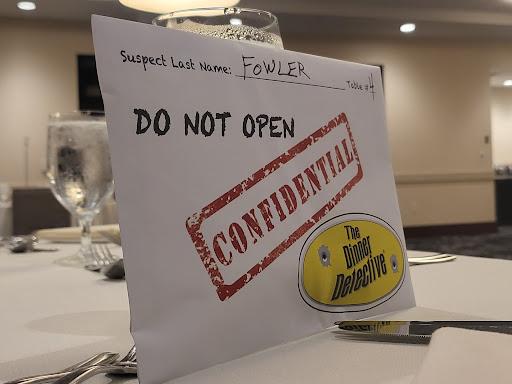 Suspect Last Name: FOWLER Table # 4
DO NOT OPEN
CONFIDENTIAL
The
Dinner
Detective